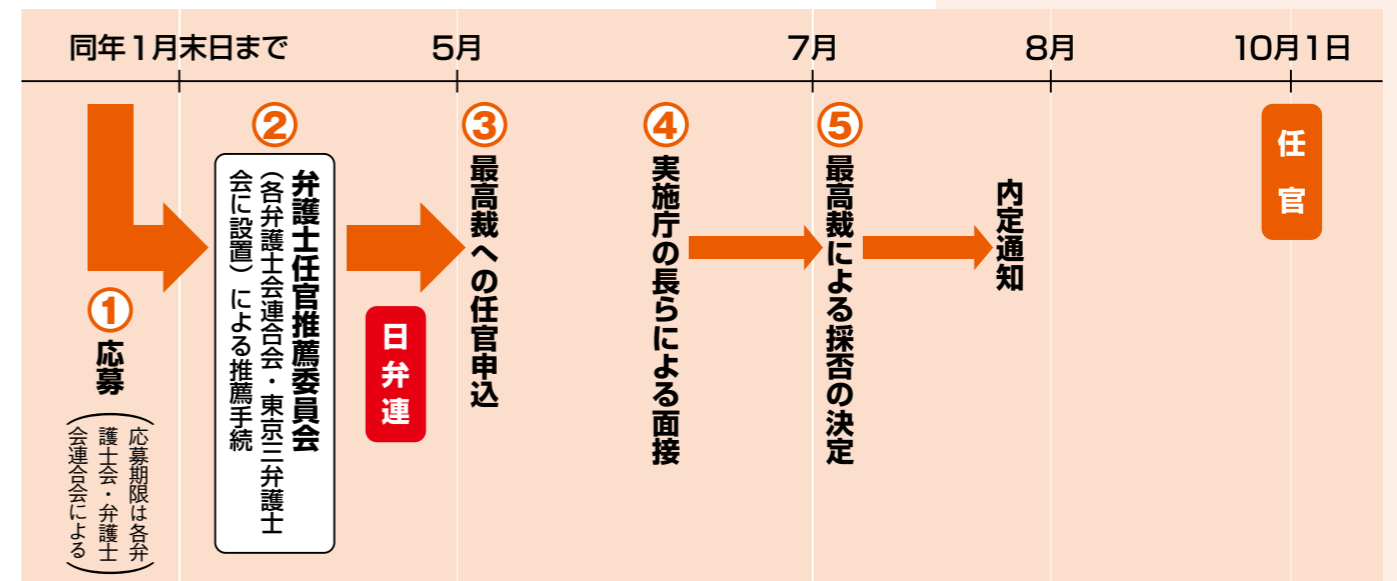 同年1月末日まで
5月
7月
8月
10月1日
①
応募
(応募期限は各弁
護士会・弁護士
会連合会による)
②
弁護士任官推薦委員会
(各弁護士会連合会・東京三弁護士
会に設置)による推薦手続
日弁連
③
最高裁への任官申込
④
実施庁の長らによる面接
⑤
最高裁による採否の決定
内定通知
任官